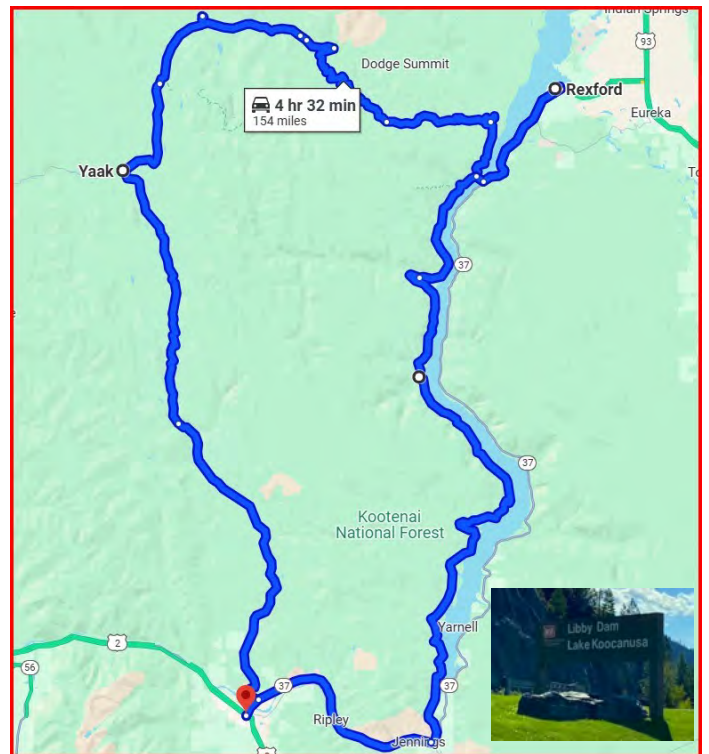 Indian Springs
93
Dodge Summit
Rexford
4 hr 32 min
154 miles
Eureka
Yaak
37
37
Kootenai
National Forest
Libby Dam
Lake Koocanusa
Yarnell
2
56
37
37
Ripley
Jennings